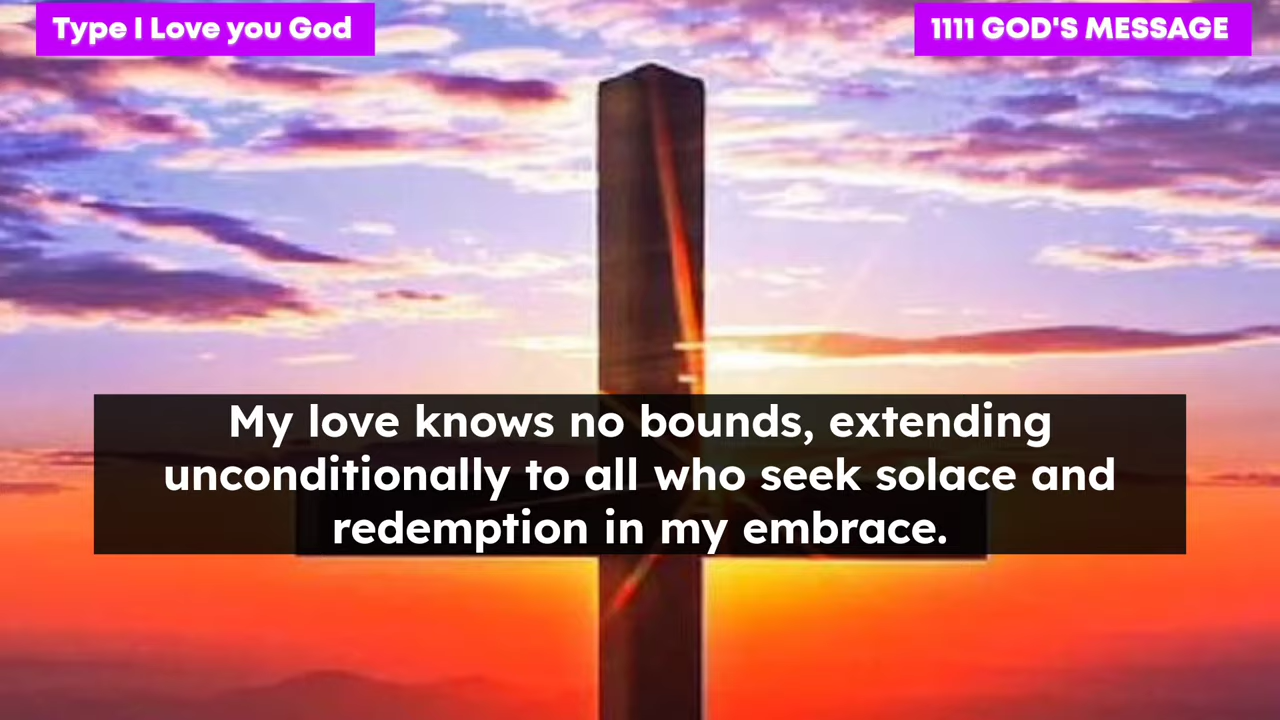 Type I Love you God
1111 GOD'S MESSAGE
My love knows no bounds, extending
unconditionally to all who seek solace and
redemption in my embrace.